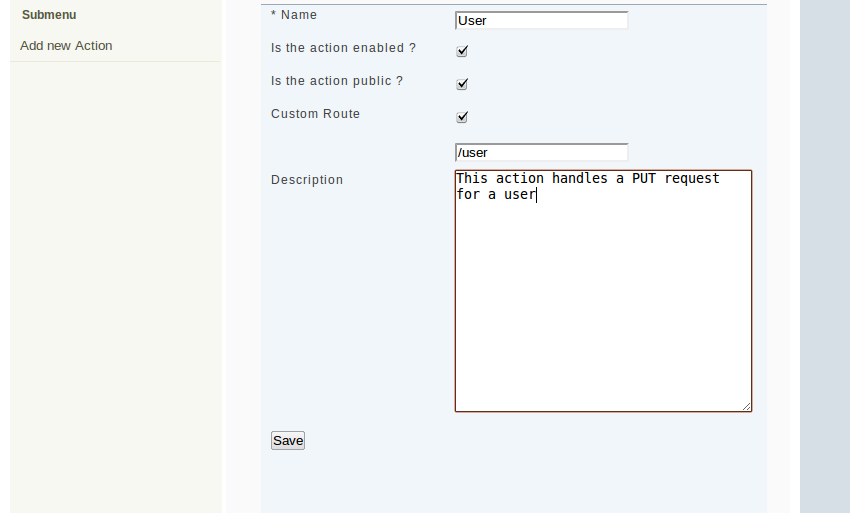 Submenu
Add new Action
* Name
User
Is the action enabled ?
Is the action public ?
Custom Route
/user
Description
This action handles a PUT request
for a user
Save